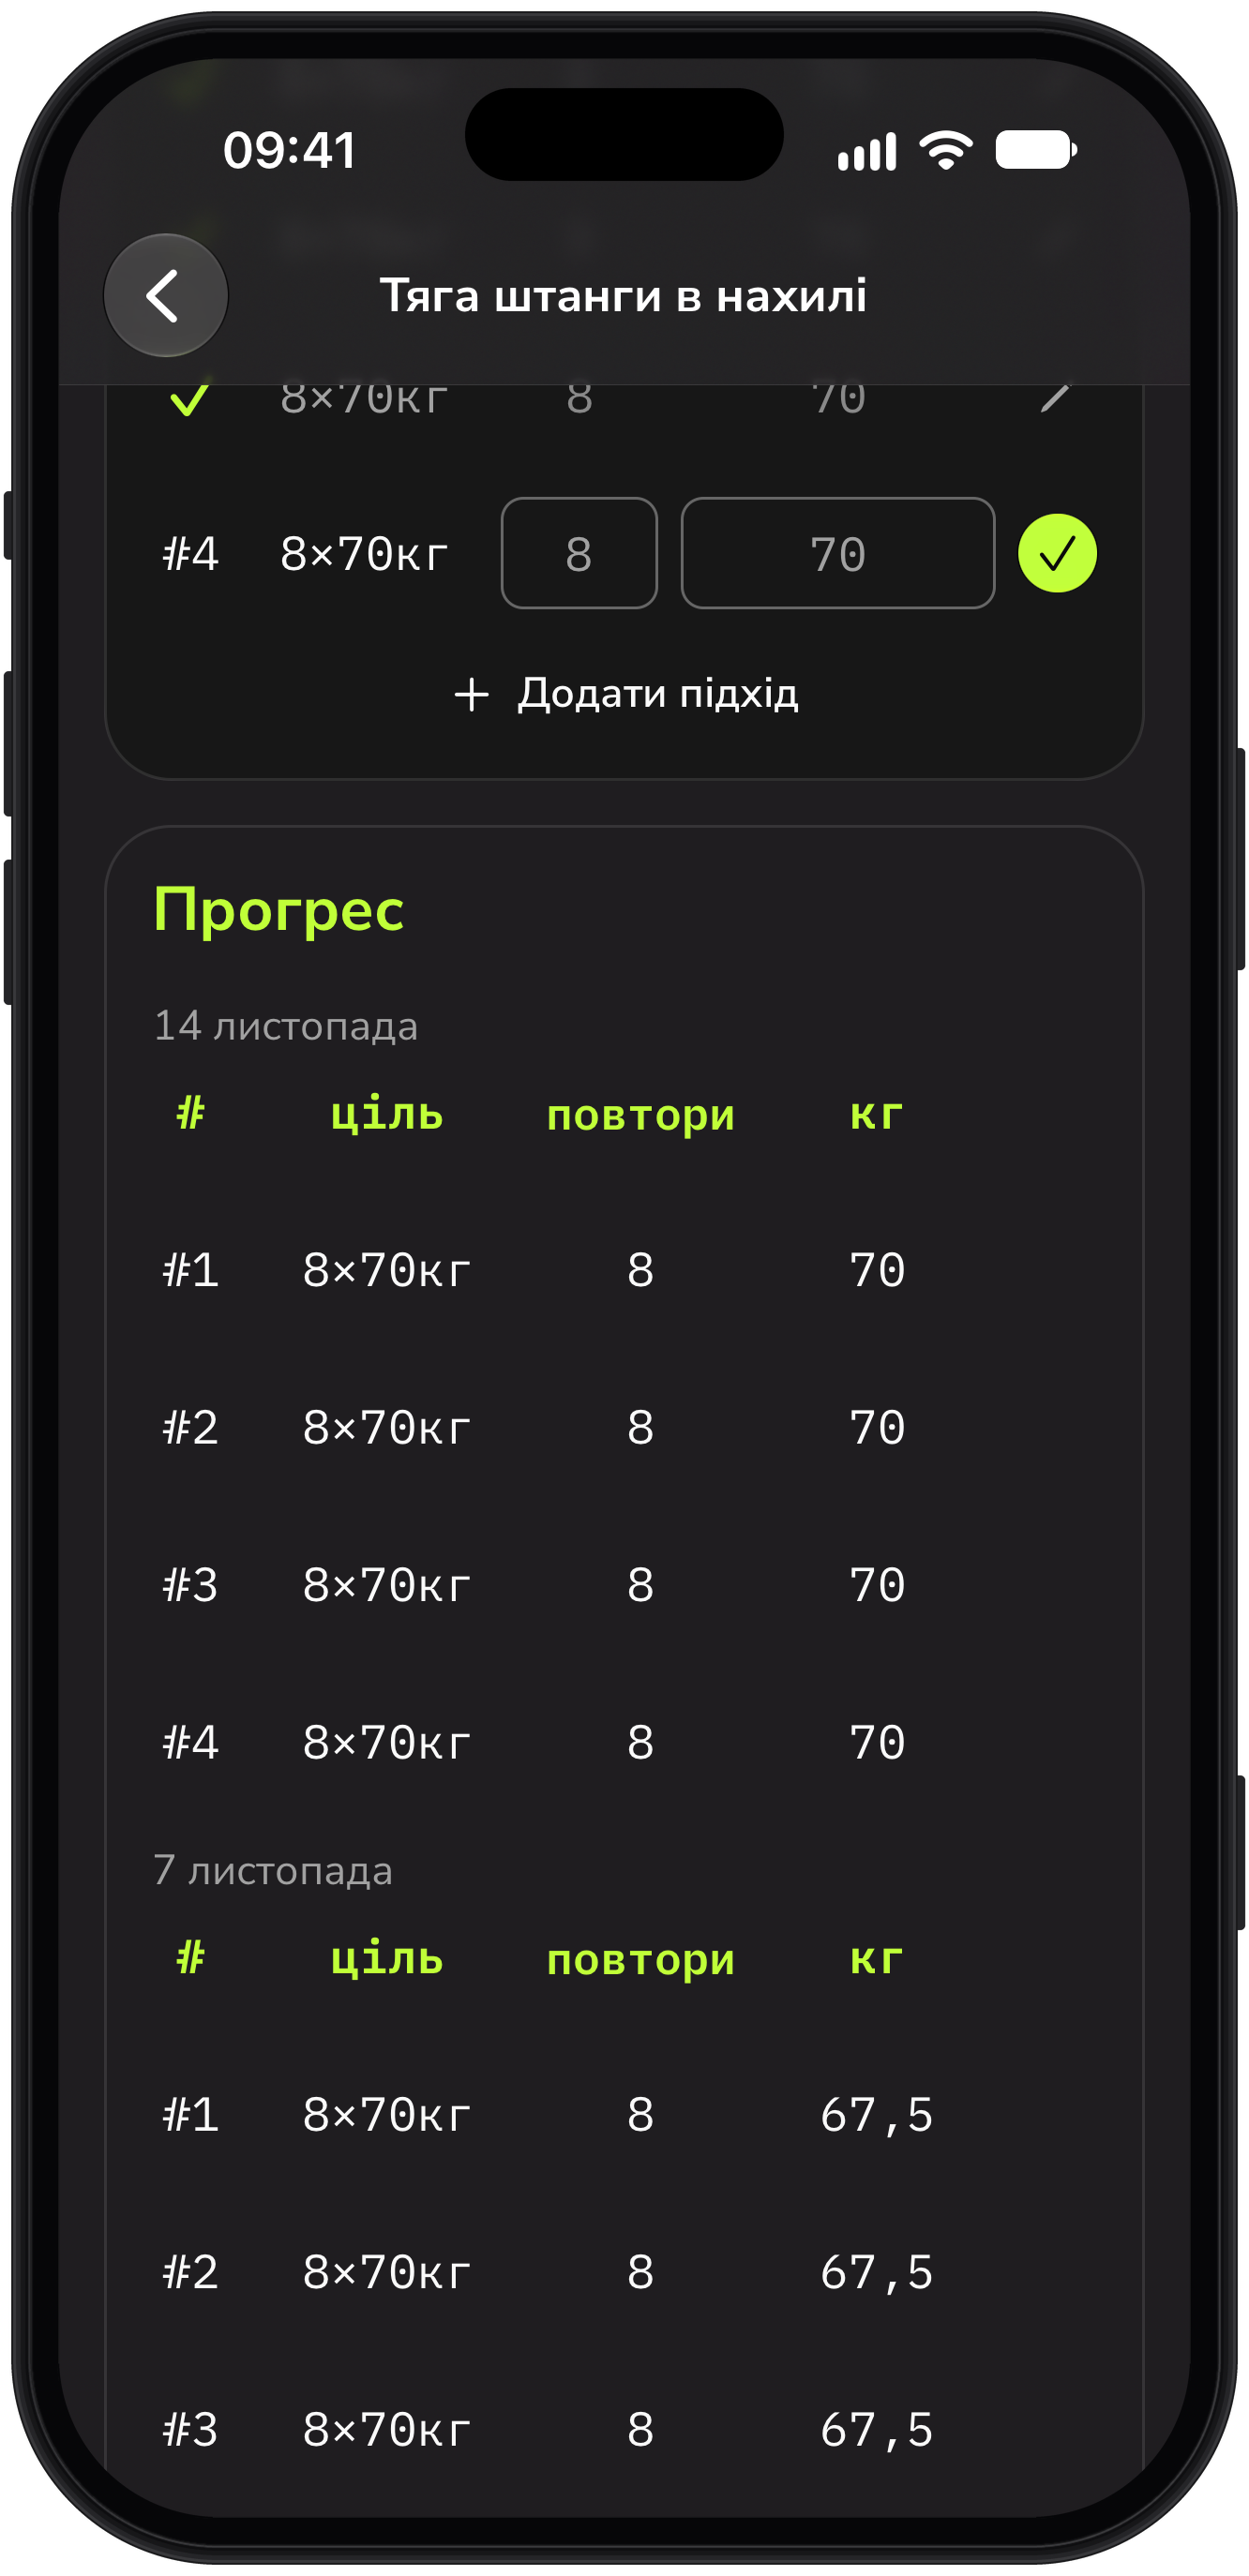 09:41
Тяга штанги в нахилі
8×70кг 8 70
#4 8×70кг 8 70
+ Додати підхід
Прогрес
14 листопада
# ціль повтори кг
#1 8×70кг 8 70
#2 8×70кг 8 70
#3 8×70кг 8 70
#4 8×70кг 8 70
7 листопада
# ціль повтори кг
#1 8×70кг 8 67,5
#2 8×70кг 8 67,5
#3 8×70кг 8 67,5